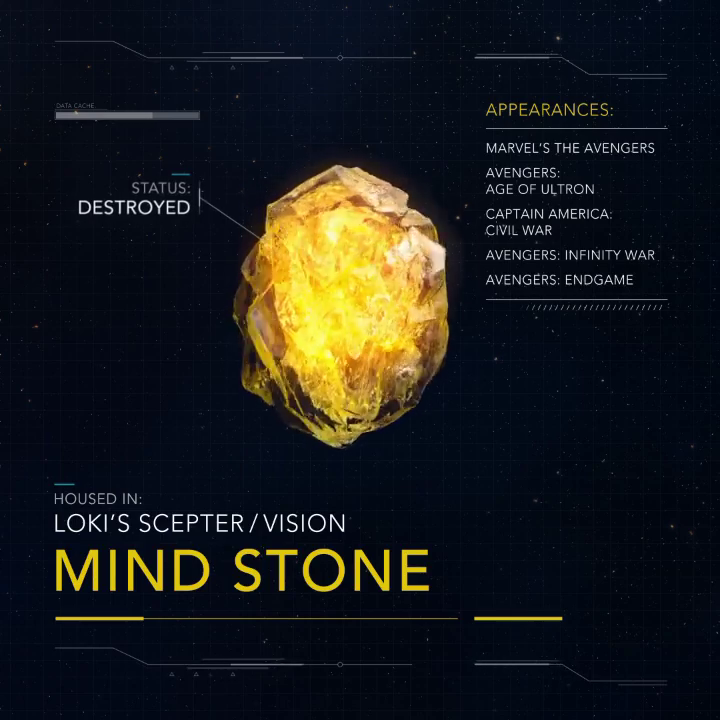 DATA CACHE
APPEARANCES:
MARVEL'S THE AVENGERS
AVENGERS:
AGE OF ULTRON
CAPTAIN AMERICA:
CIVIL WAR
AVENGERS: INFINITY WAR
AVENGERS: ENDGAME
STATUS:
DESTROYED
HOUSED IN:
LOKI'S SCEPTER / VISION
MIND STONE